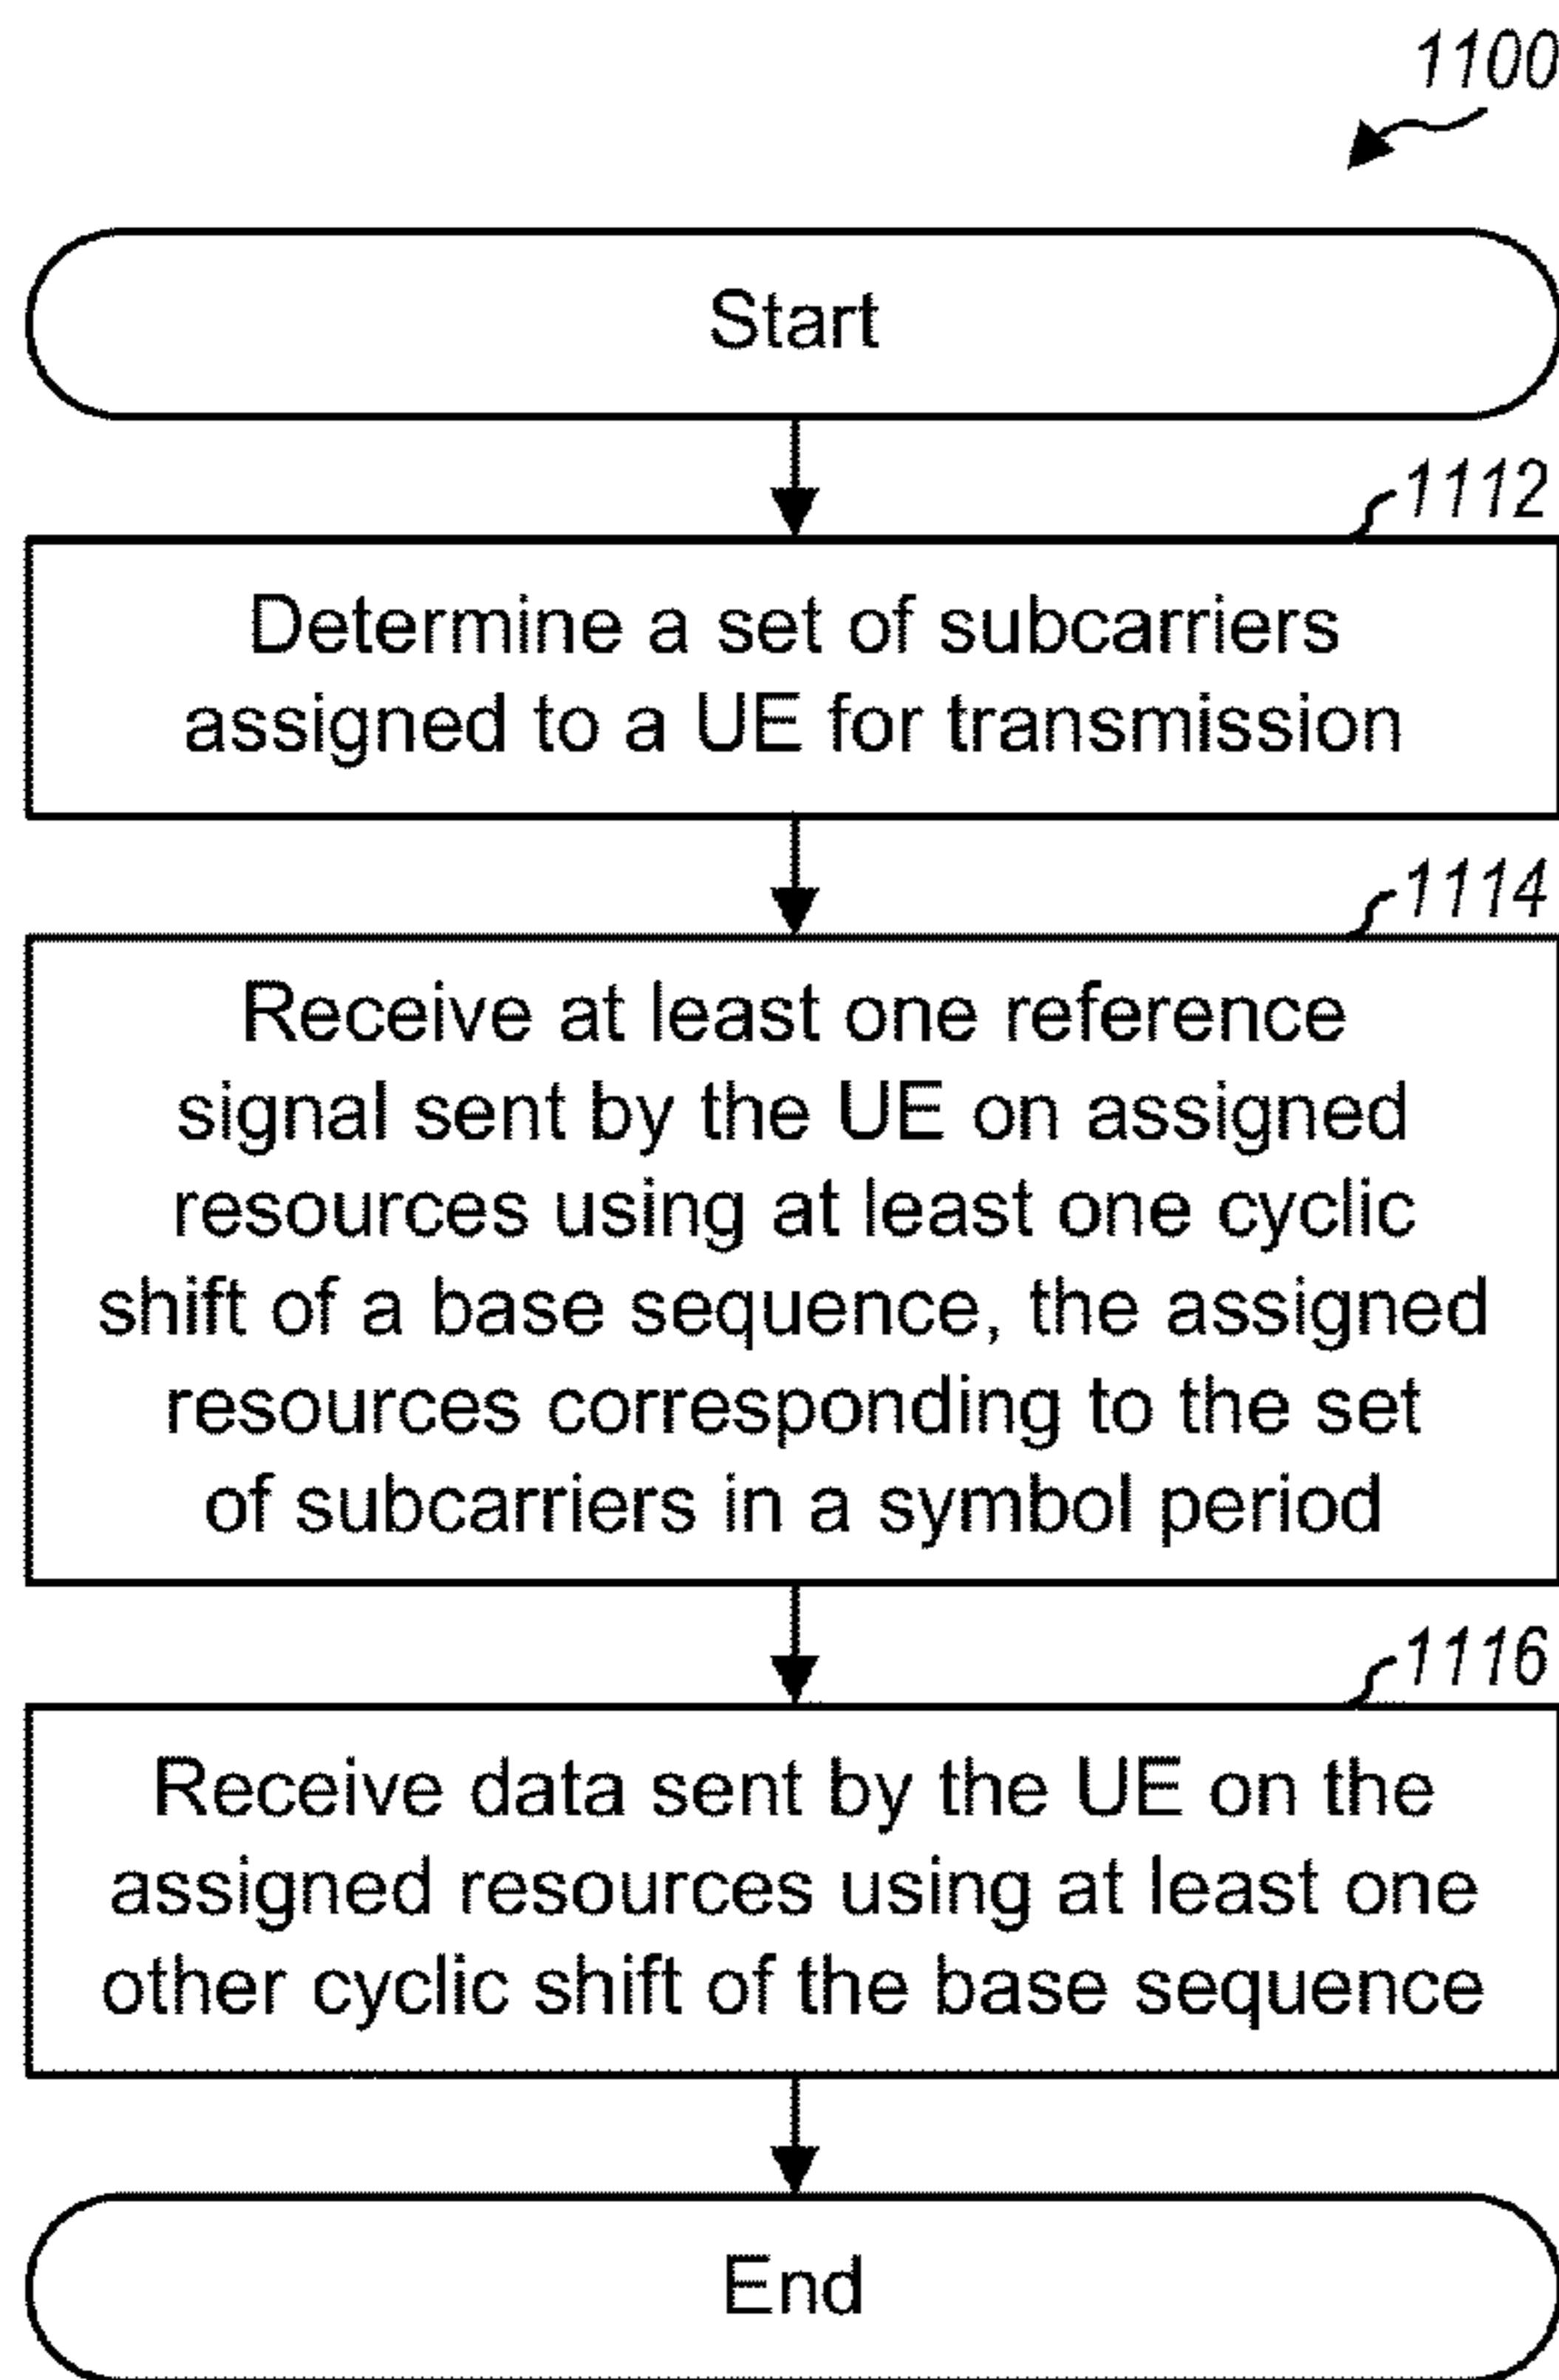 1100
Start
1112
Determine a set of subcarriers
assigned to a UE for transmission
1114
Receive at least one reference
signal sent by the UE on assigned
resources using at least one cyclic
shift of a base sequence, the assigned
resources corresponding to the set
of subcarriers in a symbol period
1116
Receive data sent by the UE on the
assigned resources using at least one
other cyclic shift of the base sequence
End